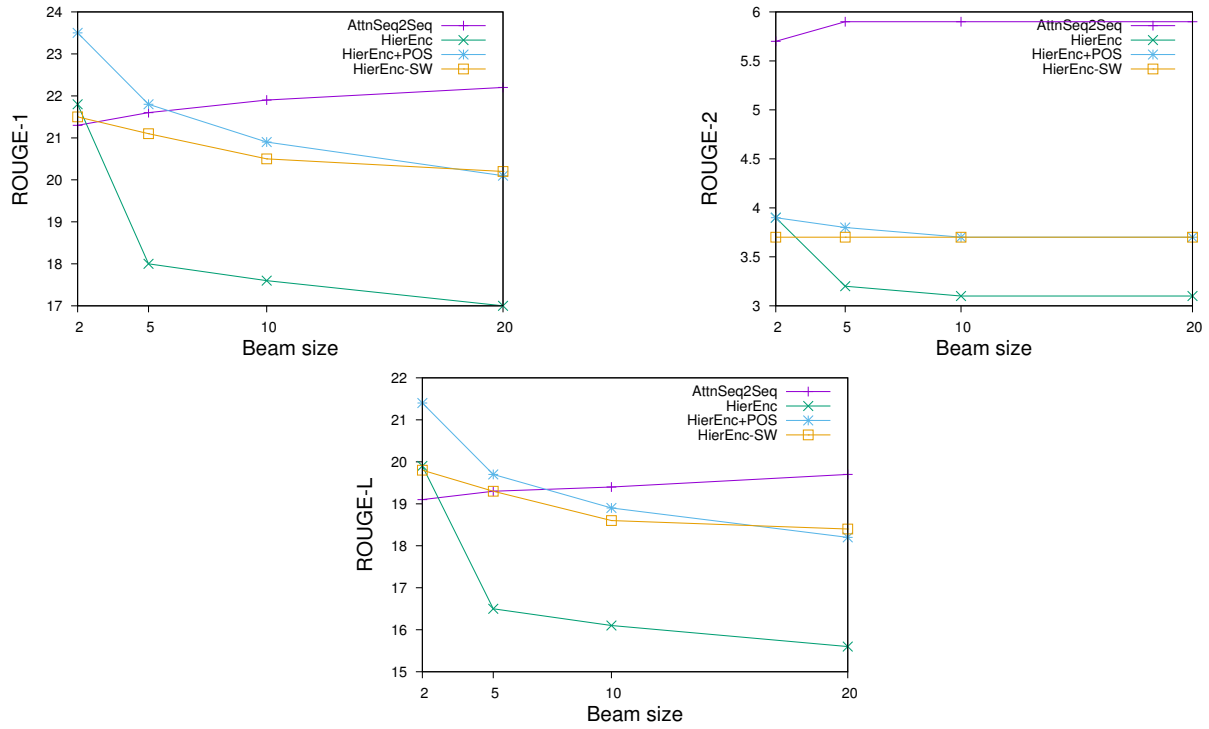 24
23
22
21
20
19
18
17
2
5
10
20
ROUGE-1
Beam size
AttnSeq2Seq
HierEnc
HierEnc+POS
HierEnc-SW
6
5.5
5
4.5
4
3.5
3
2
5
10
20
ROUGE-2
Beam size
AttnSeq2Seq
HierEnc
HierEnc+POS
HierEnc-SW
22
21
20
19
18
17
16
15
2
5
10
20
ROUGE-L
Beam size
AttnSeq2Seq
HierEnc
HierEnc+POS
HierEnc-SW